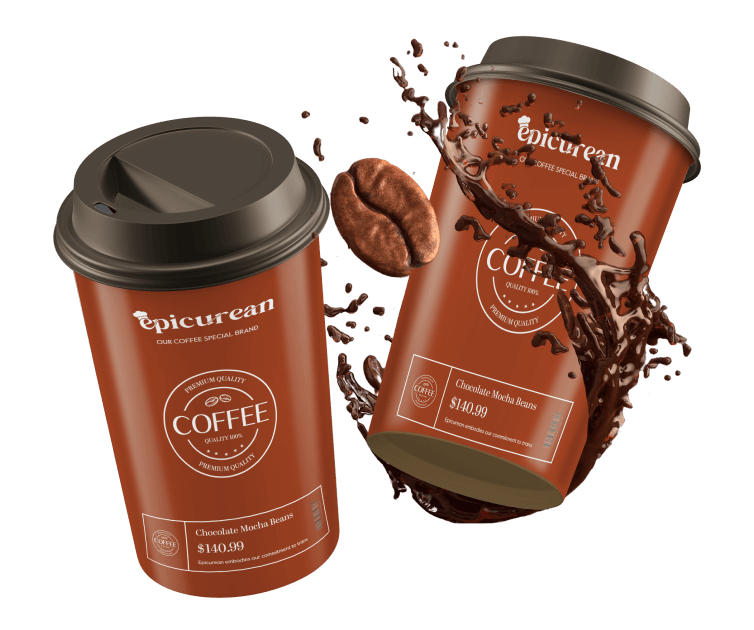 epicurean
OUR COFFEE SPECIAL BRAND
PREMIUM QUALITY
COFFEE
QUALITY 100%
PREMIUM QUALITY
COFFEE
Chocolate Mocha Beans
$140.99
Epicurean embodies our commitment to trans
epicurean
OUR COFFEE SPECIAL BRAND
COFFEE
QUALITY 100%
PREMIUM QUALITY
COFFEE
Chocolate Mocha Beans
$140.99
Epicurean embodies our commitment to trans